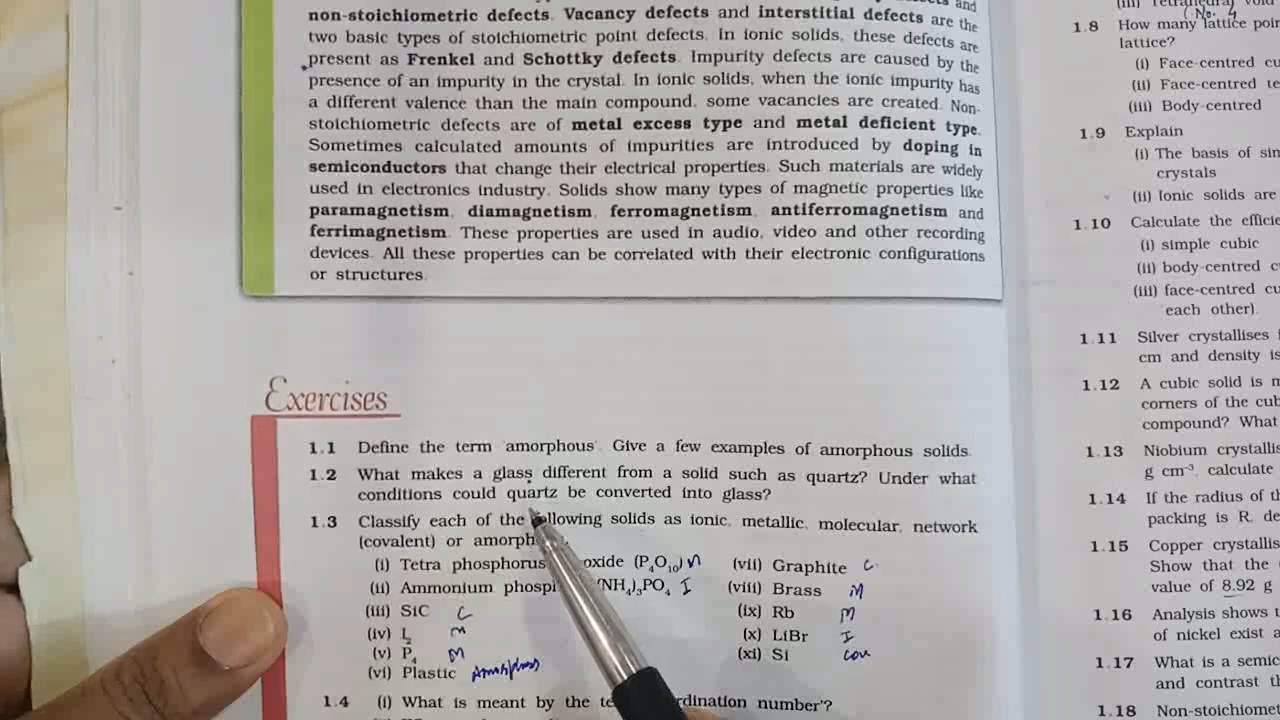 and
non-stoichiometric defects. Vacancy defects and interstitial defects are the
two basic types of stoichiometric point defects. In ionic solids, these defects are
present as Frenkel and Schottky defects. Impurity defects are caused by the
presence of an impurity in the crystal. In ionic solids, when the ionic impurity has
a different valence than the main compound, some vacancies are created. Non-
stoichiometric defects are of metal excess type and metal deficient type.
Sometimes calculated amounts of impurities are introduced by doping in
semiconductors that change their electrical properties. Such materials are widely
used in electronics industry. Solids show many types of magnetic properties like
paramagnetism, diamagnetism, ferromagnetism, antiferromagnetism and
ferrimagnetism. These properties are used in audio, video and other recording
devices. All these properties can be correlated with their electronic configurations
or structures.
Exercises
1.1 Define the term 'amorphous'. Give a few examples of amorphous solids.
1.2 What makes a glass different from a solid such as quartz? Under what
conditions could quartz be converted into glass?
1.3 Classify each of the following solids as ionic, metallic, molecular, network
(covalent) or amorph
(i) Tetra phosphorus oxide (P₄O₁₀)
(ii) Ammonium phosp (NH₄)₃PO₄ I
(iii) SiC C
(iv) I₂ m
(v) P₄ M
(vi) Plastic Amorphous
(vii) Graphite C
(viii) Brass M
(ix) Rb M
(x) LiBr I
(xi) Si cov
1.4 (i) What is meant by the te rdination number'?
(iii) Tetrahedral void
1.8 How many lattice poin
lattice?
(i) Face-centred cu
(ii) Face-centred te
(iii) Body-centred
1.9 Explain
(i) The basis of sim
crystals
(ii) Ionic solids are
1.10 Calculate the effici
(i) simple cubic
(ii) body-centred c
(iii) face-centred cu
each other).
1.11 Silver crystallises
cm and density is
1.12 A cubic solid is m
corners of the cub
compound? What
1.13 Niobium crystallis
g cm⁻³, calculate
1.14 If the radius of t
packing is R, de
1.15 Copper crystallis
Show that the
value of 8.92 g
1.16 Analysis shows
of nickel exist a
1.17 What is a semic
and contrast th
1.18 Non-stoichiomet